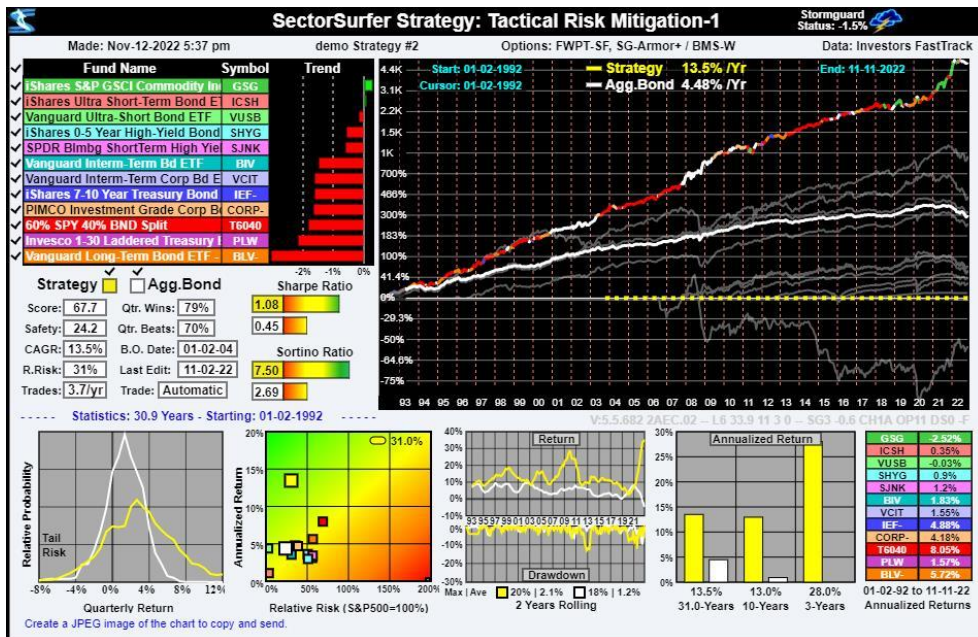 SectorSurfer Strategy: Tactical Risk Mitigation-1
Stormguard
Status: -1.5%
Made: Nov-12-2022 5:37 pm demo Strategy #2 Options: FWPT-SF, SG-Armor+ / BMS-W Data: Investors FastTrack
Fund Name Symbol Trend
iShares S&P GSCI Commodity In GSG
iShares Ultra Short-Term Bond ET ICSH
Vanguard Ultra-Short Bond ETF VUSB
iShares 0-5 Year High-Yield Bond SHYG
SPDR Blmbg ShortTerm High Yiel SJNK
Vanguard Interm-Term Bd ETF BIV
Vanguard Interm-Term Corp Bd E VCIT
iShares 7-10 Year Treasury Bond IEF-
PIMCO Investment Grade Corp B CORP-
60% SPY 40% BND Split T6040
Invesco 1-30 Laddered Treasury E PLW
Vanguard Long-Term Bond ETF - BLV-
-2% -1% 0%
Start: 01-02-1992 Strategy 13.5% /Yr End: 11-11-2022
Cursor: 01-02-1992 Agg.Bond 4.48% /Yr
4.4K
3.1K
2.2K
1.5K
1K
700%
466%
300%
183%
100%
41.4%
0%
-29.3%
-50%
-64.6%
-75%
93 94 95 96 97 98 99 00 01 02 03 04 05 06 07 08 09 10 11 12 13 14 15 16 17 18 19 20 21 22
Strategy Agg.Bond
Score: 67.7 Qtr. Wins: 79%
Safety: 24.2 Qtr. Beats: 70%
CAGR: 13.5% B.O. Date: 01-02-04
R.Risk: 31% Last Edit: 11-02-22
Trades: 3.7/yr Trade: Automatic
Sharpe Ratio
1.08
0.45
Sortino Ratio
7.50
2.69
----- Statistics: 30.9 Years - Starting: 01-02-1992 -----
V:5.5.682 2AEC.02 -- L6 33.9 11 3 0 -- SG3 -0.6 CH1A OP11 DS0 -F
Relative Probability
Tail
Risk
-8% -4% 0% 4% 8% 12%
Quarterly Return
Annualized Return
20%
15%
10%
5%
0%
31.0%
0% 50% 100% 150% 200%
Relative Risk (S&P500=100%)
Return
40%
30%
20%
10%
0%
93 95 97 99 01 03 05 07 09 11 13 15 17 19 21
0%
-10%
-20%
-30%
Drawdown
Max | Ave 20% | 2.1% 18% | 1.2%
2 Years Rolling
Annualized Return
30%
25%
20%
15%
10%
5%
0%
13.5% 13.0% 28.0%
31.0-Years 10-Years 3-Years
GSG -2.52%
ICSH 0.35%
VUSB -0.03%
SHYG 0.9%
SJNK 1.2%
BIV 1.83%
VCIT 1.55%
IEF- 4.88%
CORP- 4.18%
T6040 8.05%
PLW 1.57%
BLV- 5.72%
01-02-92 to 11-11-22
Annualized Returns
Create a JPEG image of the chart to copy and send.